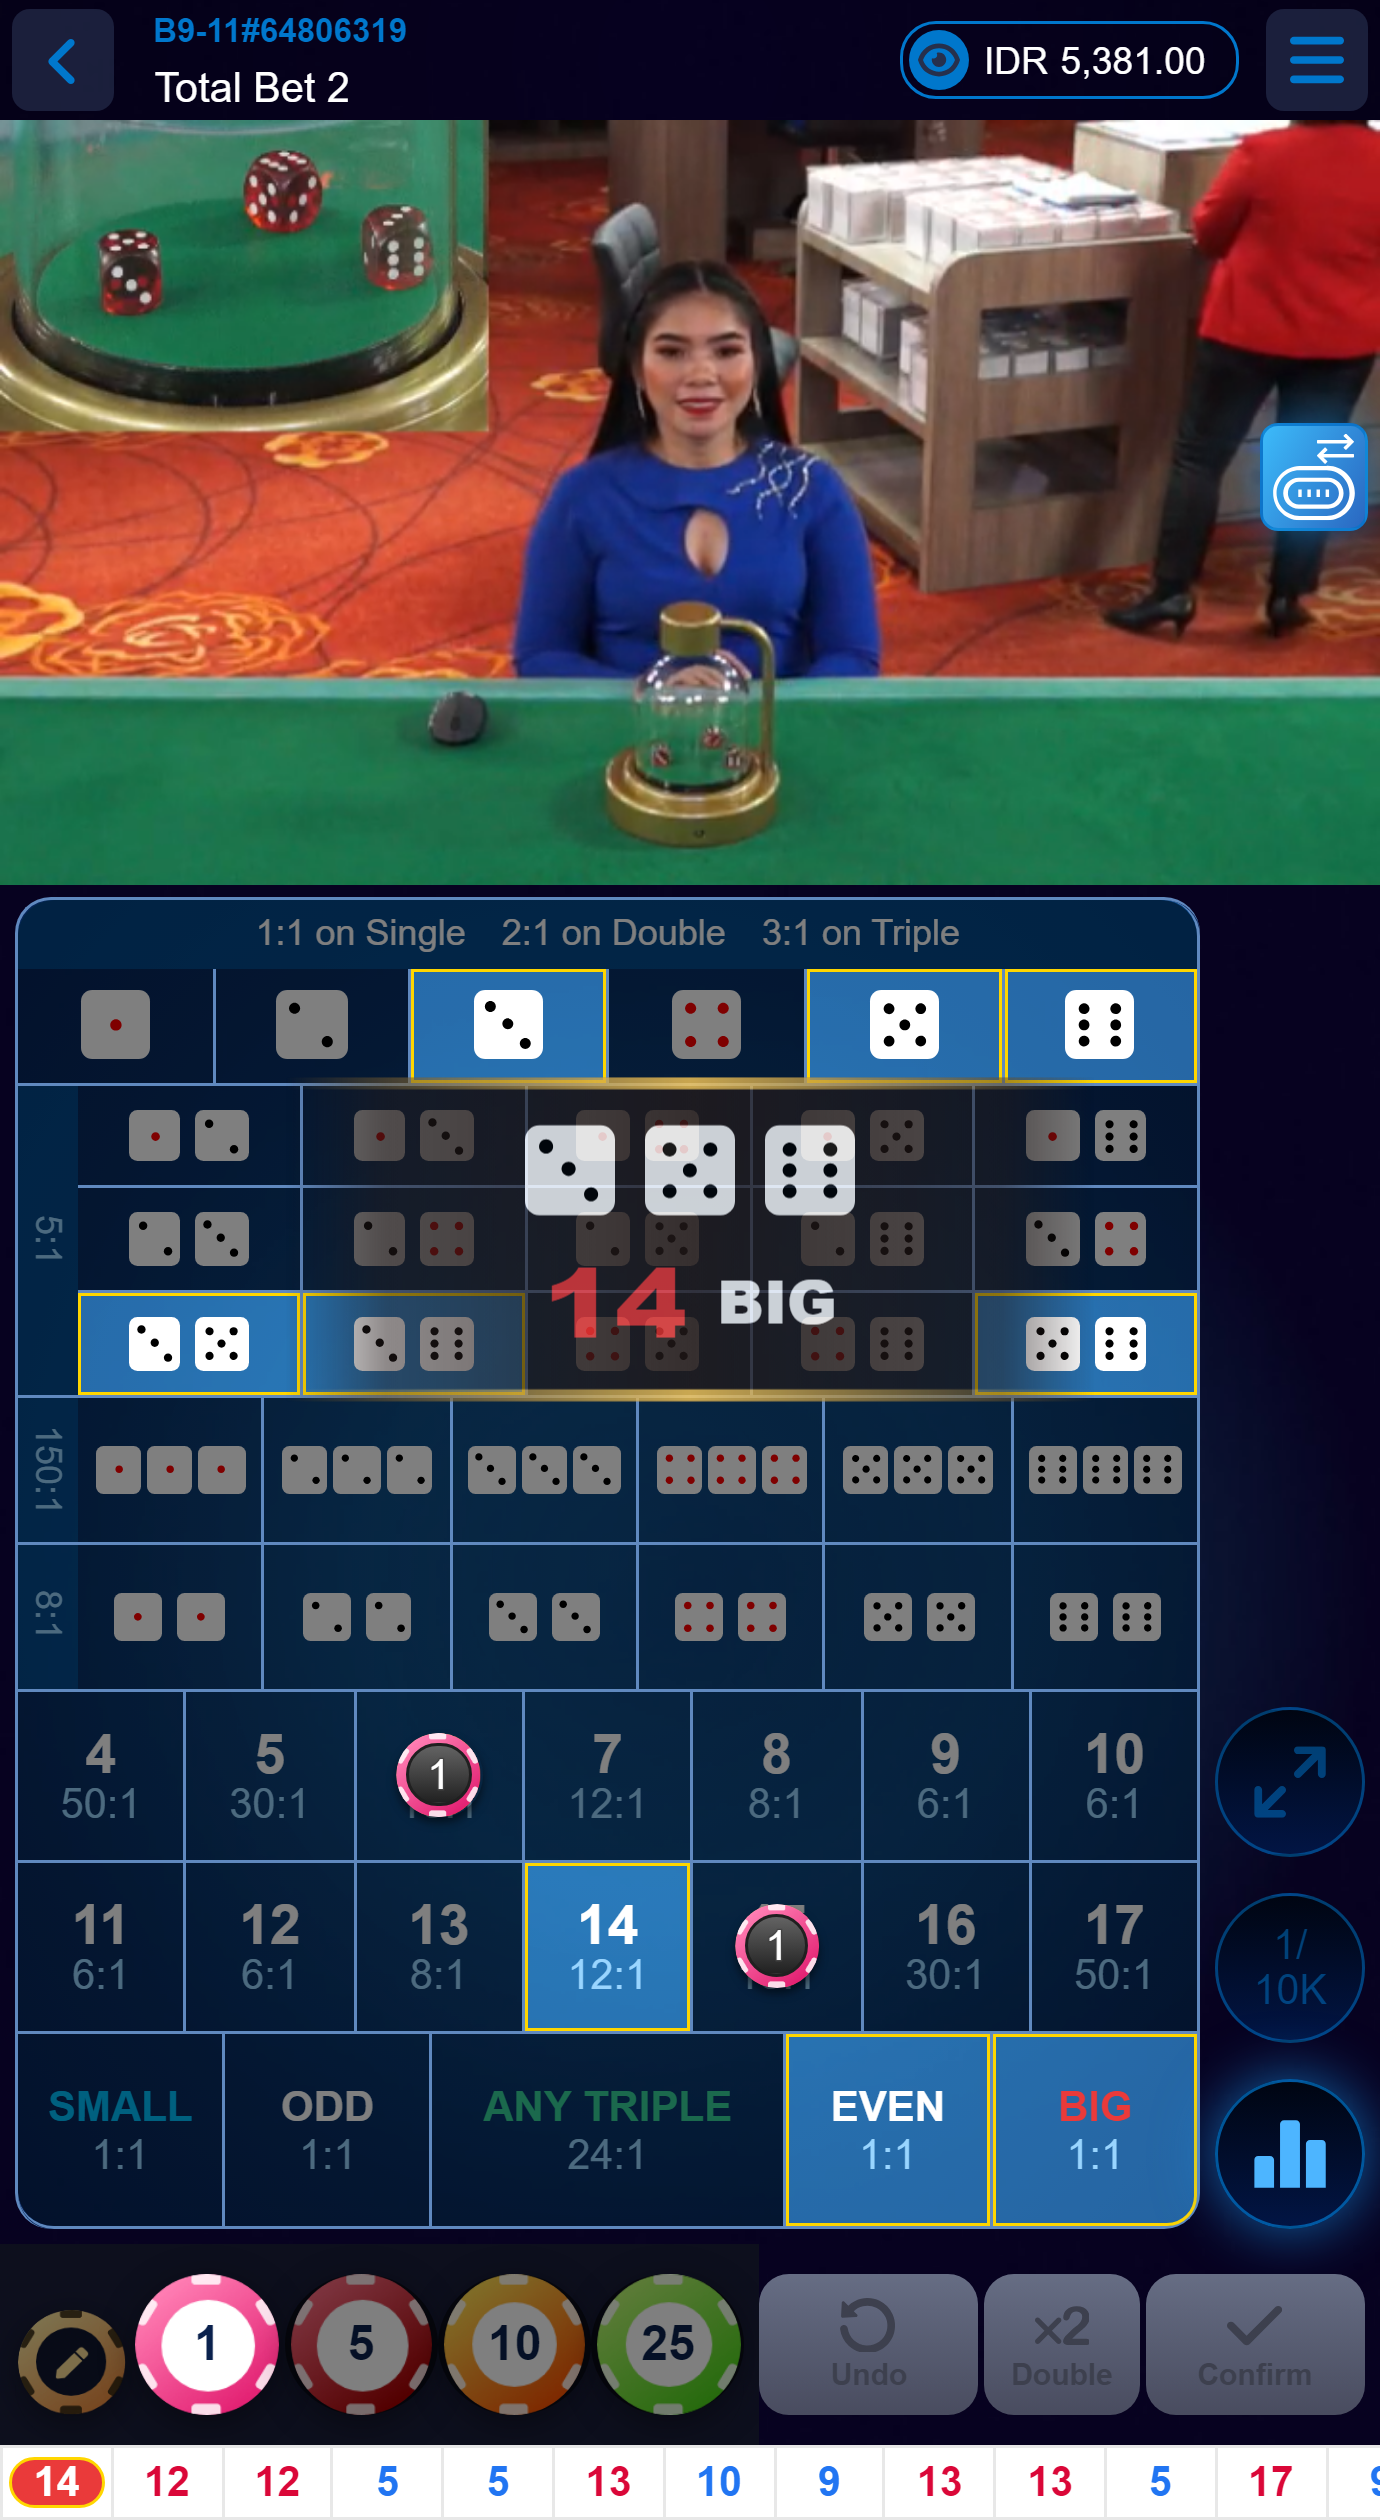 B9-11#64806319
Total Bet 2
IDR 5,381.00
1:1 on Single 2:1 on Double 3:1 on Triple
5:1
14 BIG
150:1
8:1
4 5 1 7 8 9 10
50:1 30:1 12:1 8:1 6:1 6:1
11 12 13 14 1 16 17
6:1 6:1 8:1 12:1 30:1 50:1
1/
10K
SMALL ODD ANY TRIPLE EVEN BIG
1:1 1:1 24:1 1:1 1:1
1 5 10 25
x2
Undo Double Confirm
14 12 12 5 5 13 10 9 13 13 5 17